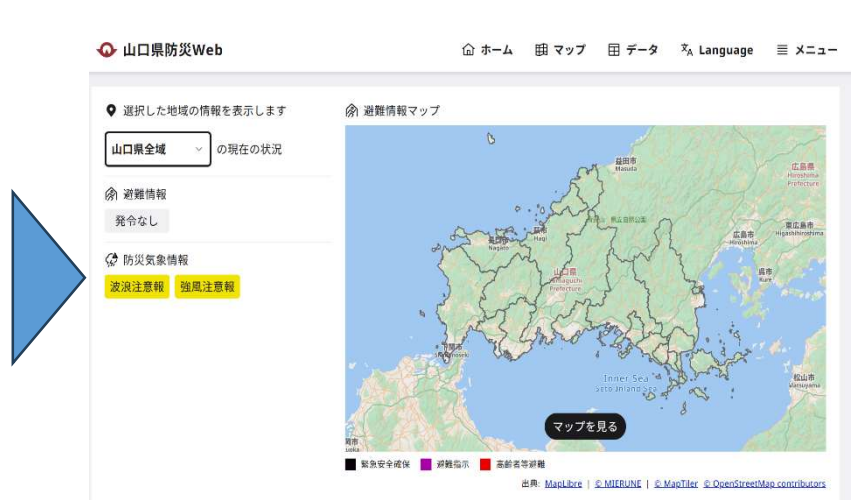 山口県防災Web
ホーム マップ データ Language メニュー
選択した地域の情報を表示します
山口県全域 の現在の状況
避難情報
発令なし
防災気象情報
波浪注意報 強風注意報
避難情報マップ
益田市
Masuda
広島県
Hiroshima
Prefecture
萩市
Hagi
長門市
Nagato
広島市
Hiroshima
東広島市
Higashihiroshima
呉市
Kure
山口県
Yamaguchi
Prefecture
下関市
Inner Sea
Seto Inland Sea
松山市
Matsuyama
マップを見る
緊急安全確保 避難指示 高齢者等避難
出典: MapLibre | © MIERUNE | © MapTiler © OpenStreetMap contributors